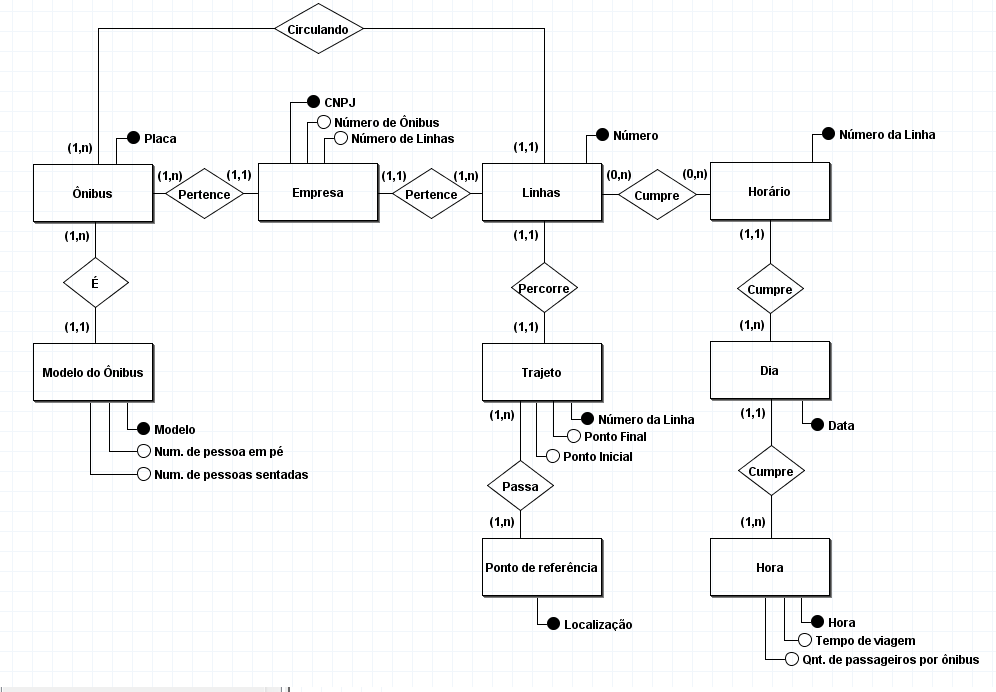 Circulando
CNPJ
Número de Ônibus
Número de Linhas
Placa
Número
Número da Linha
(1,n)
(1,1)
Ônibus
(1,n)
Pertence
(1,1)
Empresa
(1,1)
Pertence
(1,n)
Linhas
(0,n)
Cumpre
(0,n)
Horário
(1,n)
(1,1)
(1,1)
É
Percorre
Cumpre
(1,1)
(1,1)
(1,n)
Modelo do Ônibus
Trajeto
Dia
Modelo
Num. de pessoa em pé
Num. de pessoas sentadas
(1,n)
Número da Linha
Ponto Final
Ponto Inicial
(1,1)
Data
Passa
Cumpre
(1,n)
(1,n)
Ponto de referência
Hora
Localização
Hora
Tempo de viagem
Qnt. de passageiros por ônibus